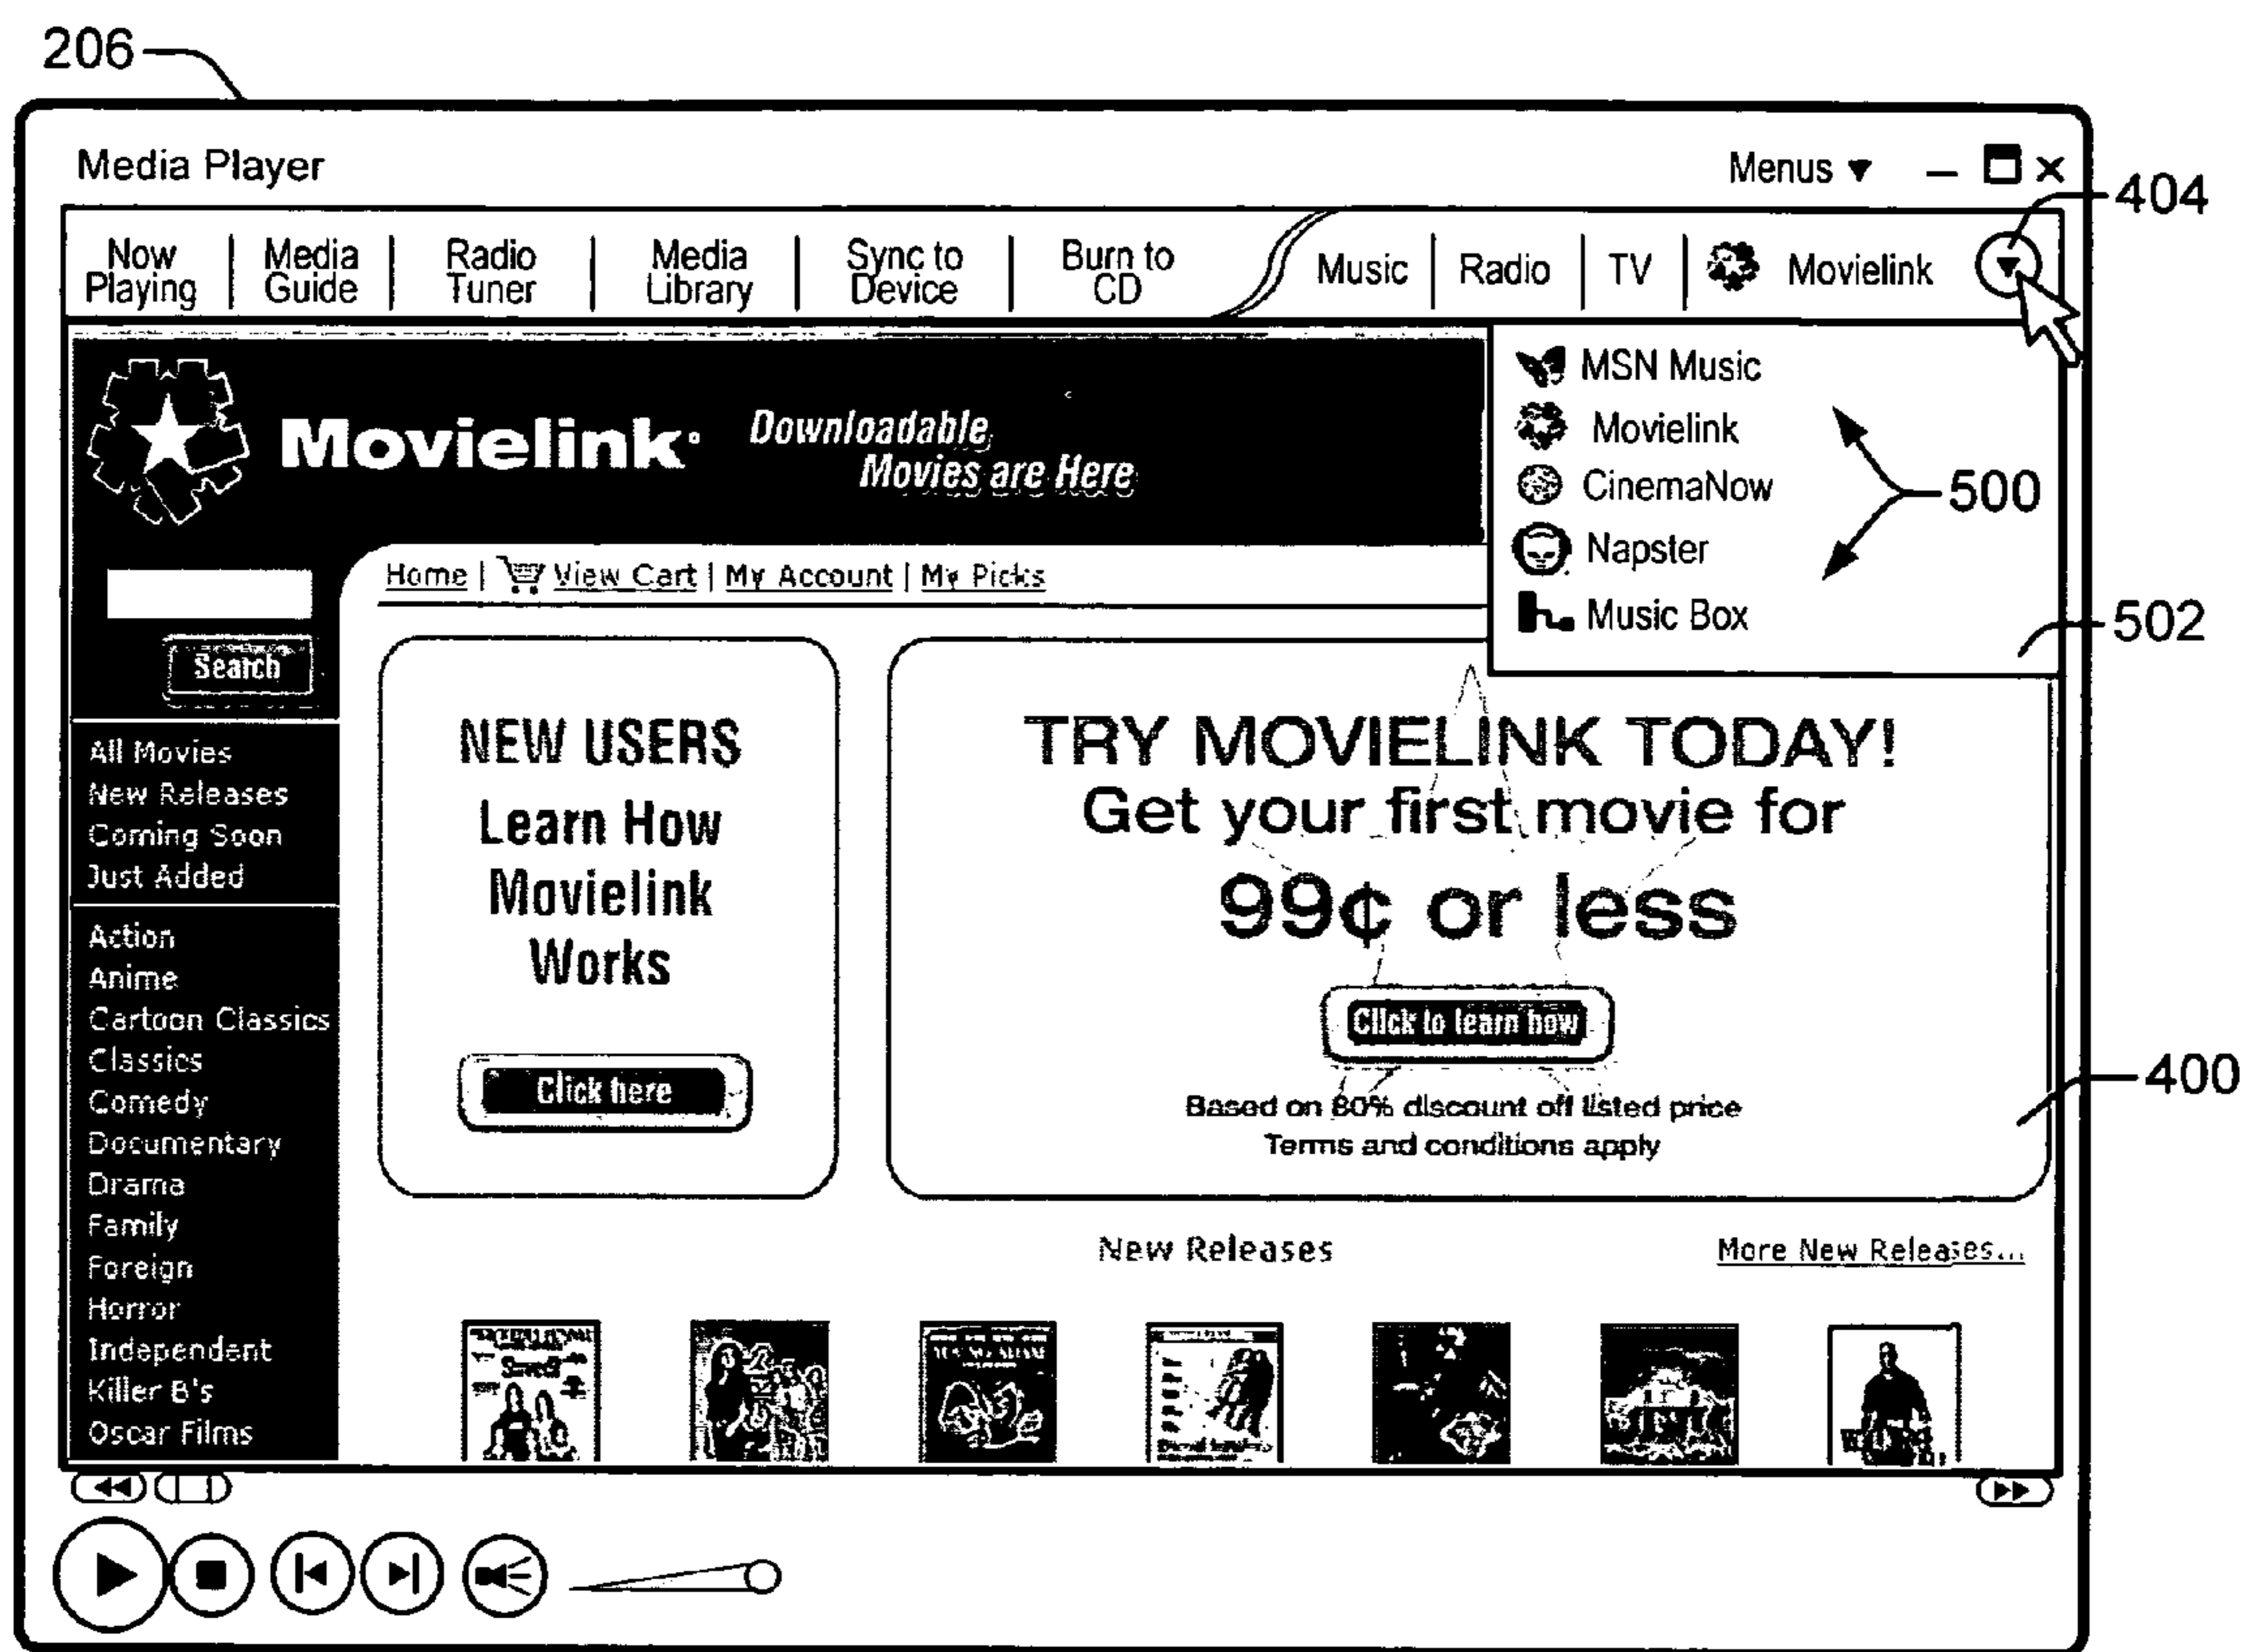 206
Media Player
Menus
404
Now Playing
Media Guide
Radio Tuner
Media Library
Sync to Device
Burn to CD
Music
Radio
TV
Movielink
MSN Music
Movielink
CinemaNow
Napster
Music Box
500
502
Movielink
Downloadable
Movies are Here
Home | View Cart | My Account | My Picks
Search
All Movies
New Releases
Coming Soon
Just Added
Action
Anime
Cartoon Classics
Classics
Comedy
Documentary
Drama
Family
Foreign
Horror
Independent
Killer B's
Oscar Films
NEW USERS
Learn How
Movielink
Works
Click here
TRY MOVIELINK TODAY!
Get your first movie for
99¢ or less
Click to learn how
Based on 80% discount off listed price
Terms and conditions apply
400
New Releases
More New Releases...